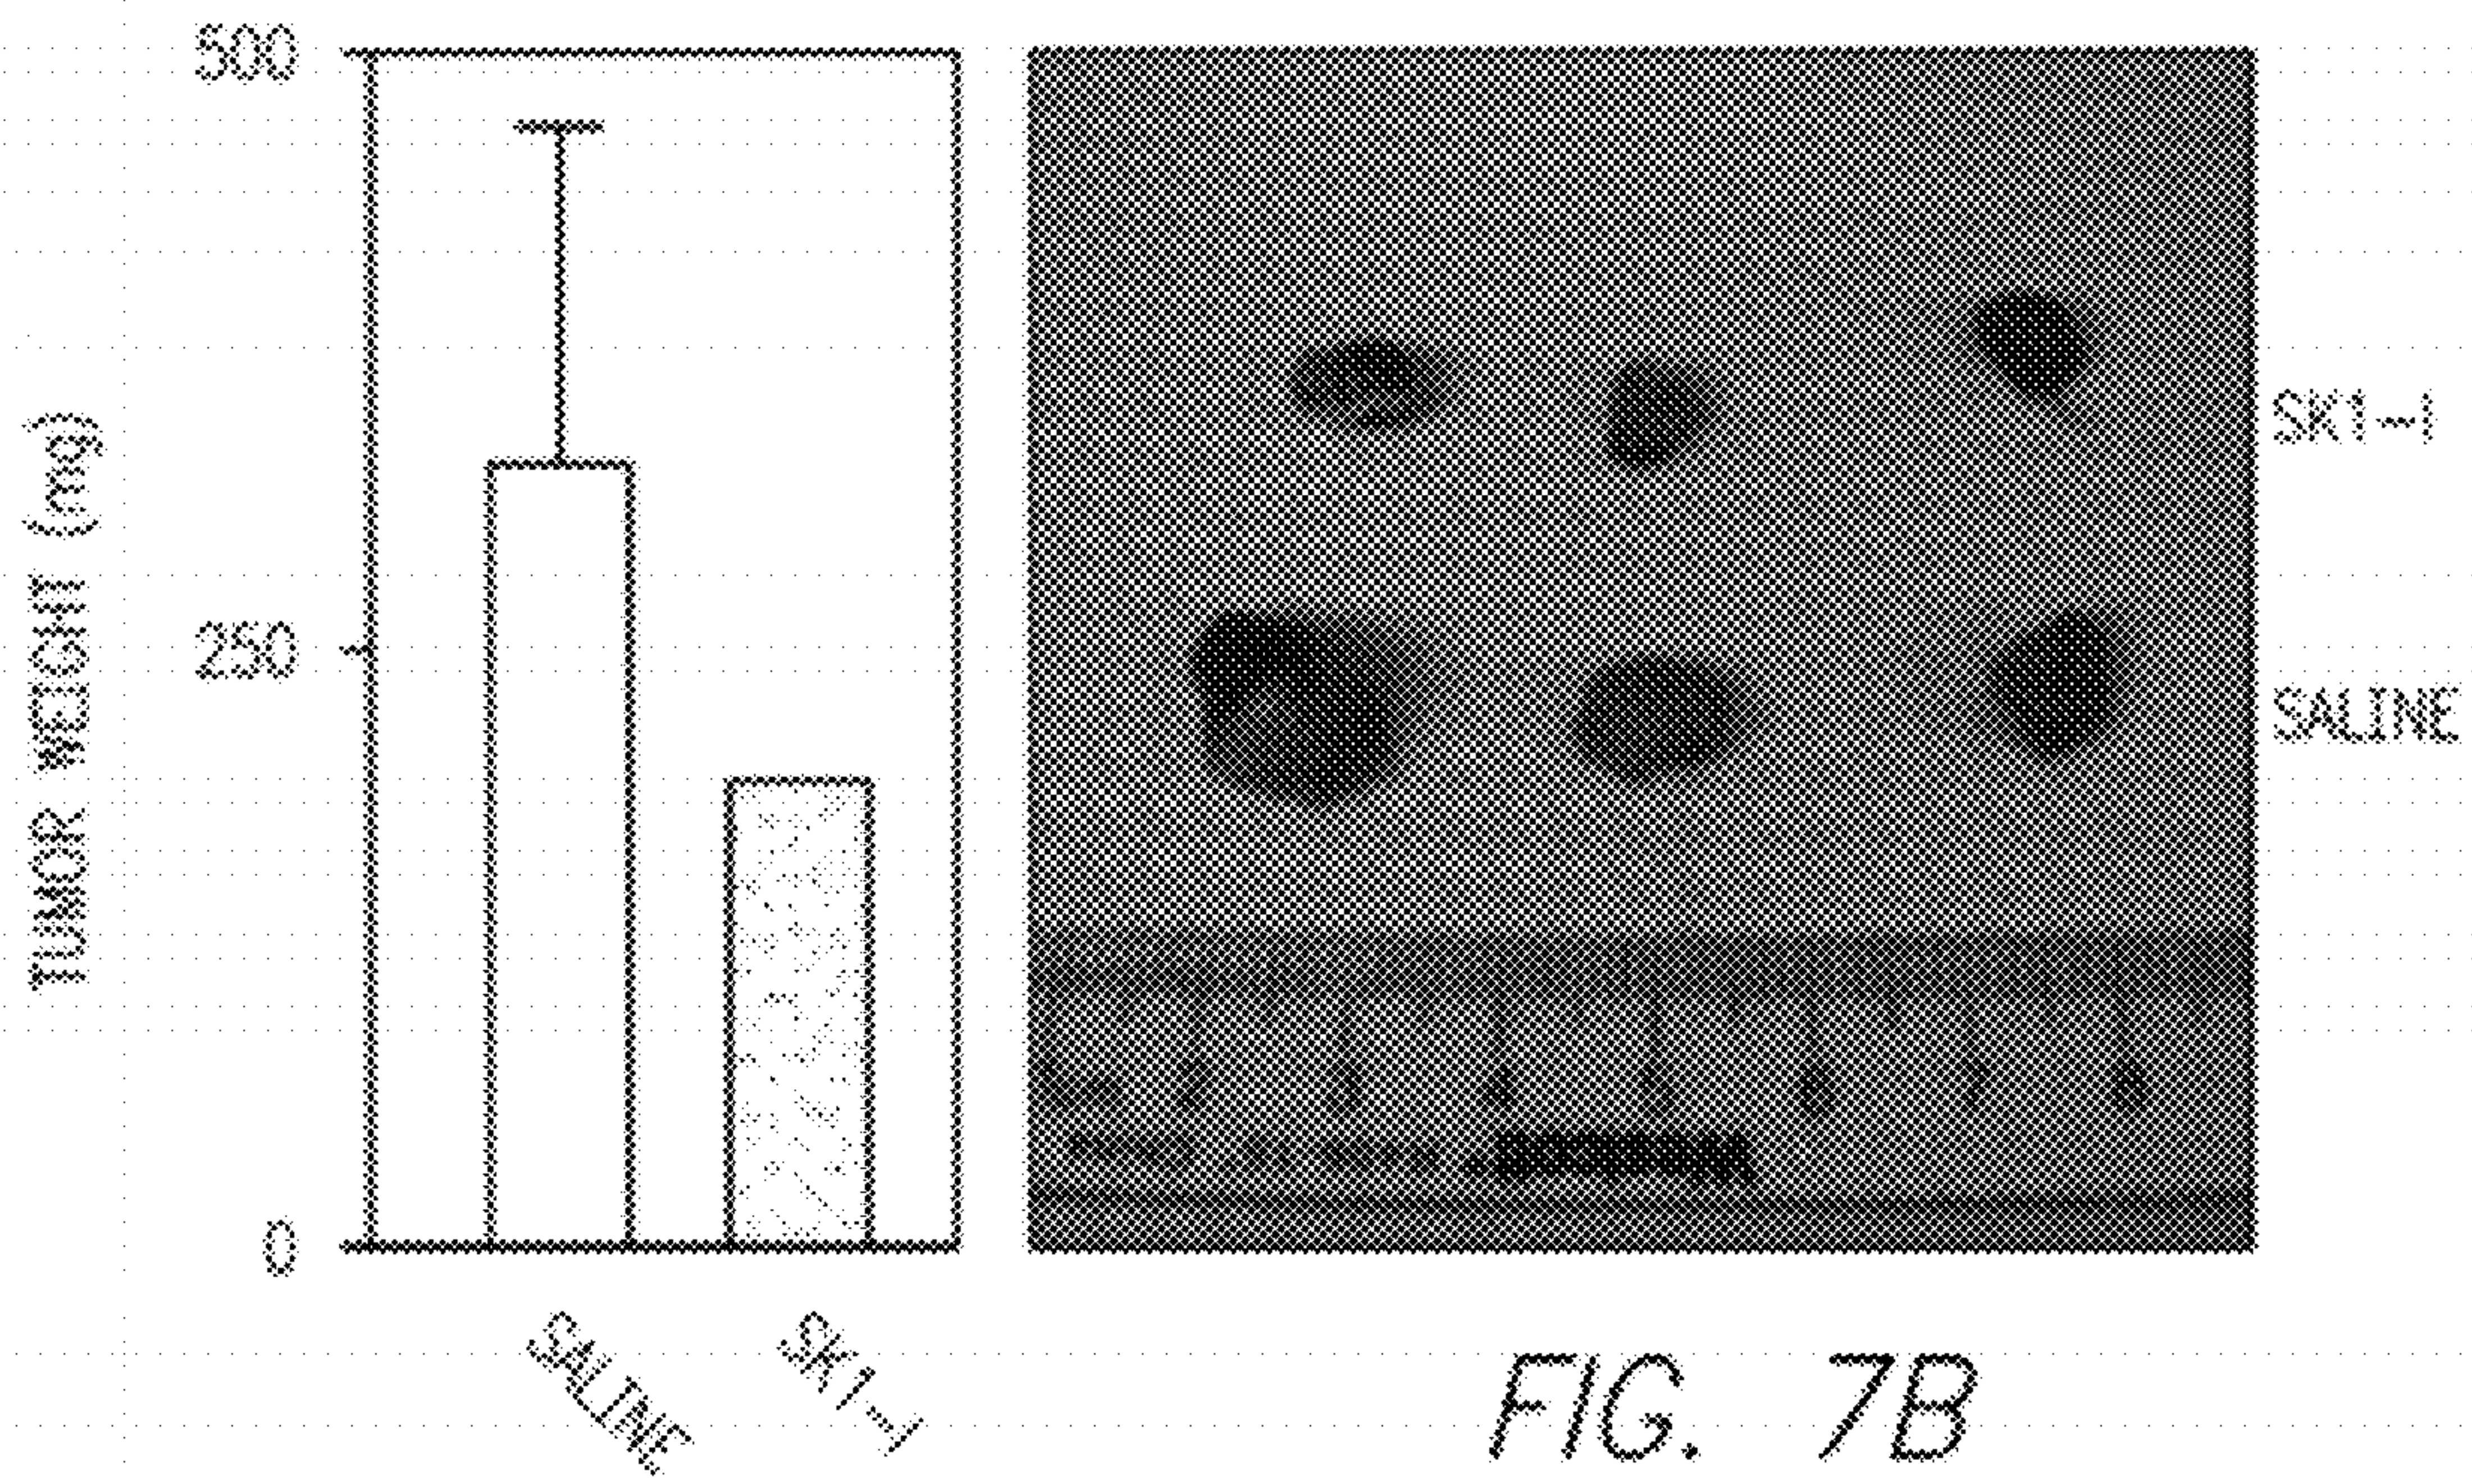 TUMOR WEIGHT (mg)
500
250
0
SALINE
SK1-I
SK1-I
SALINE
FIG. 7B